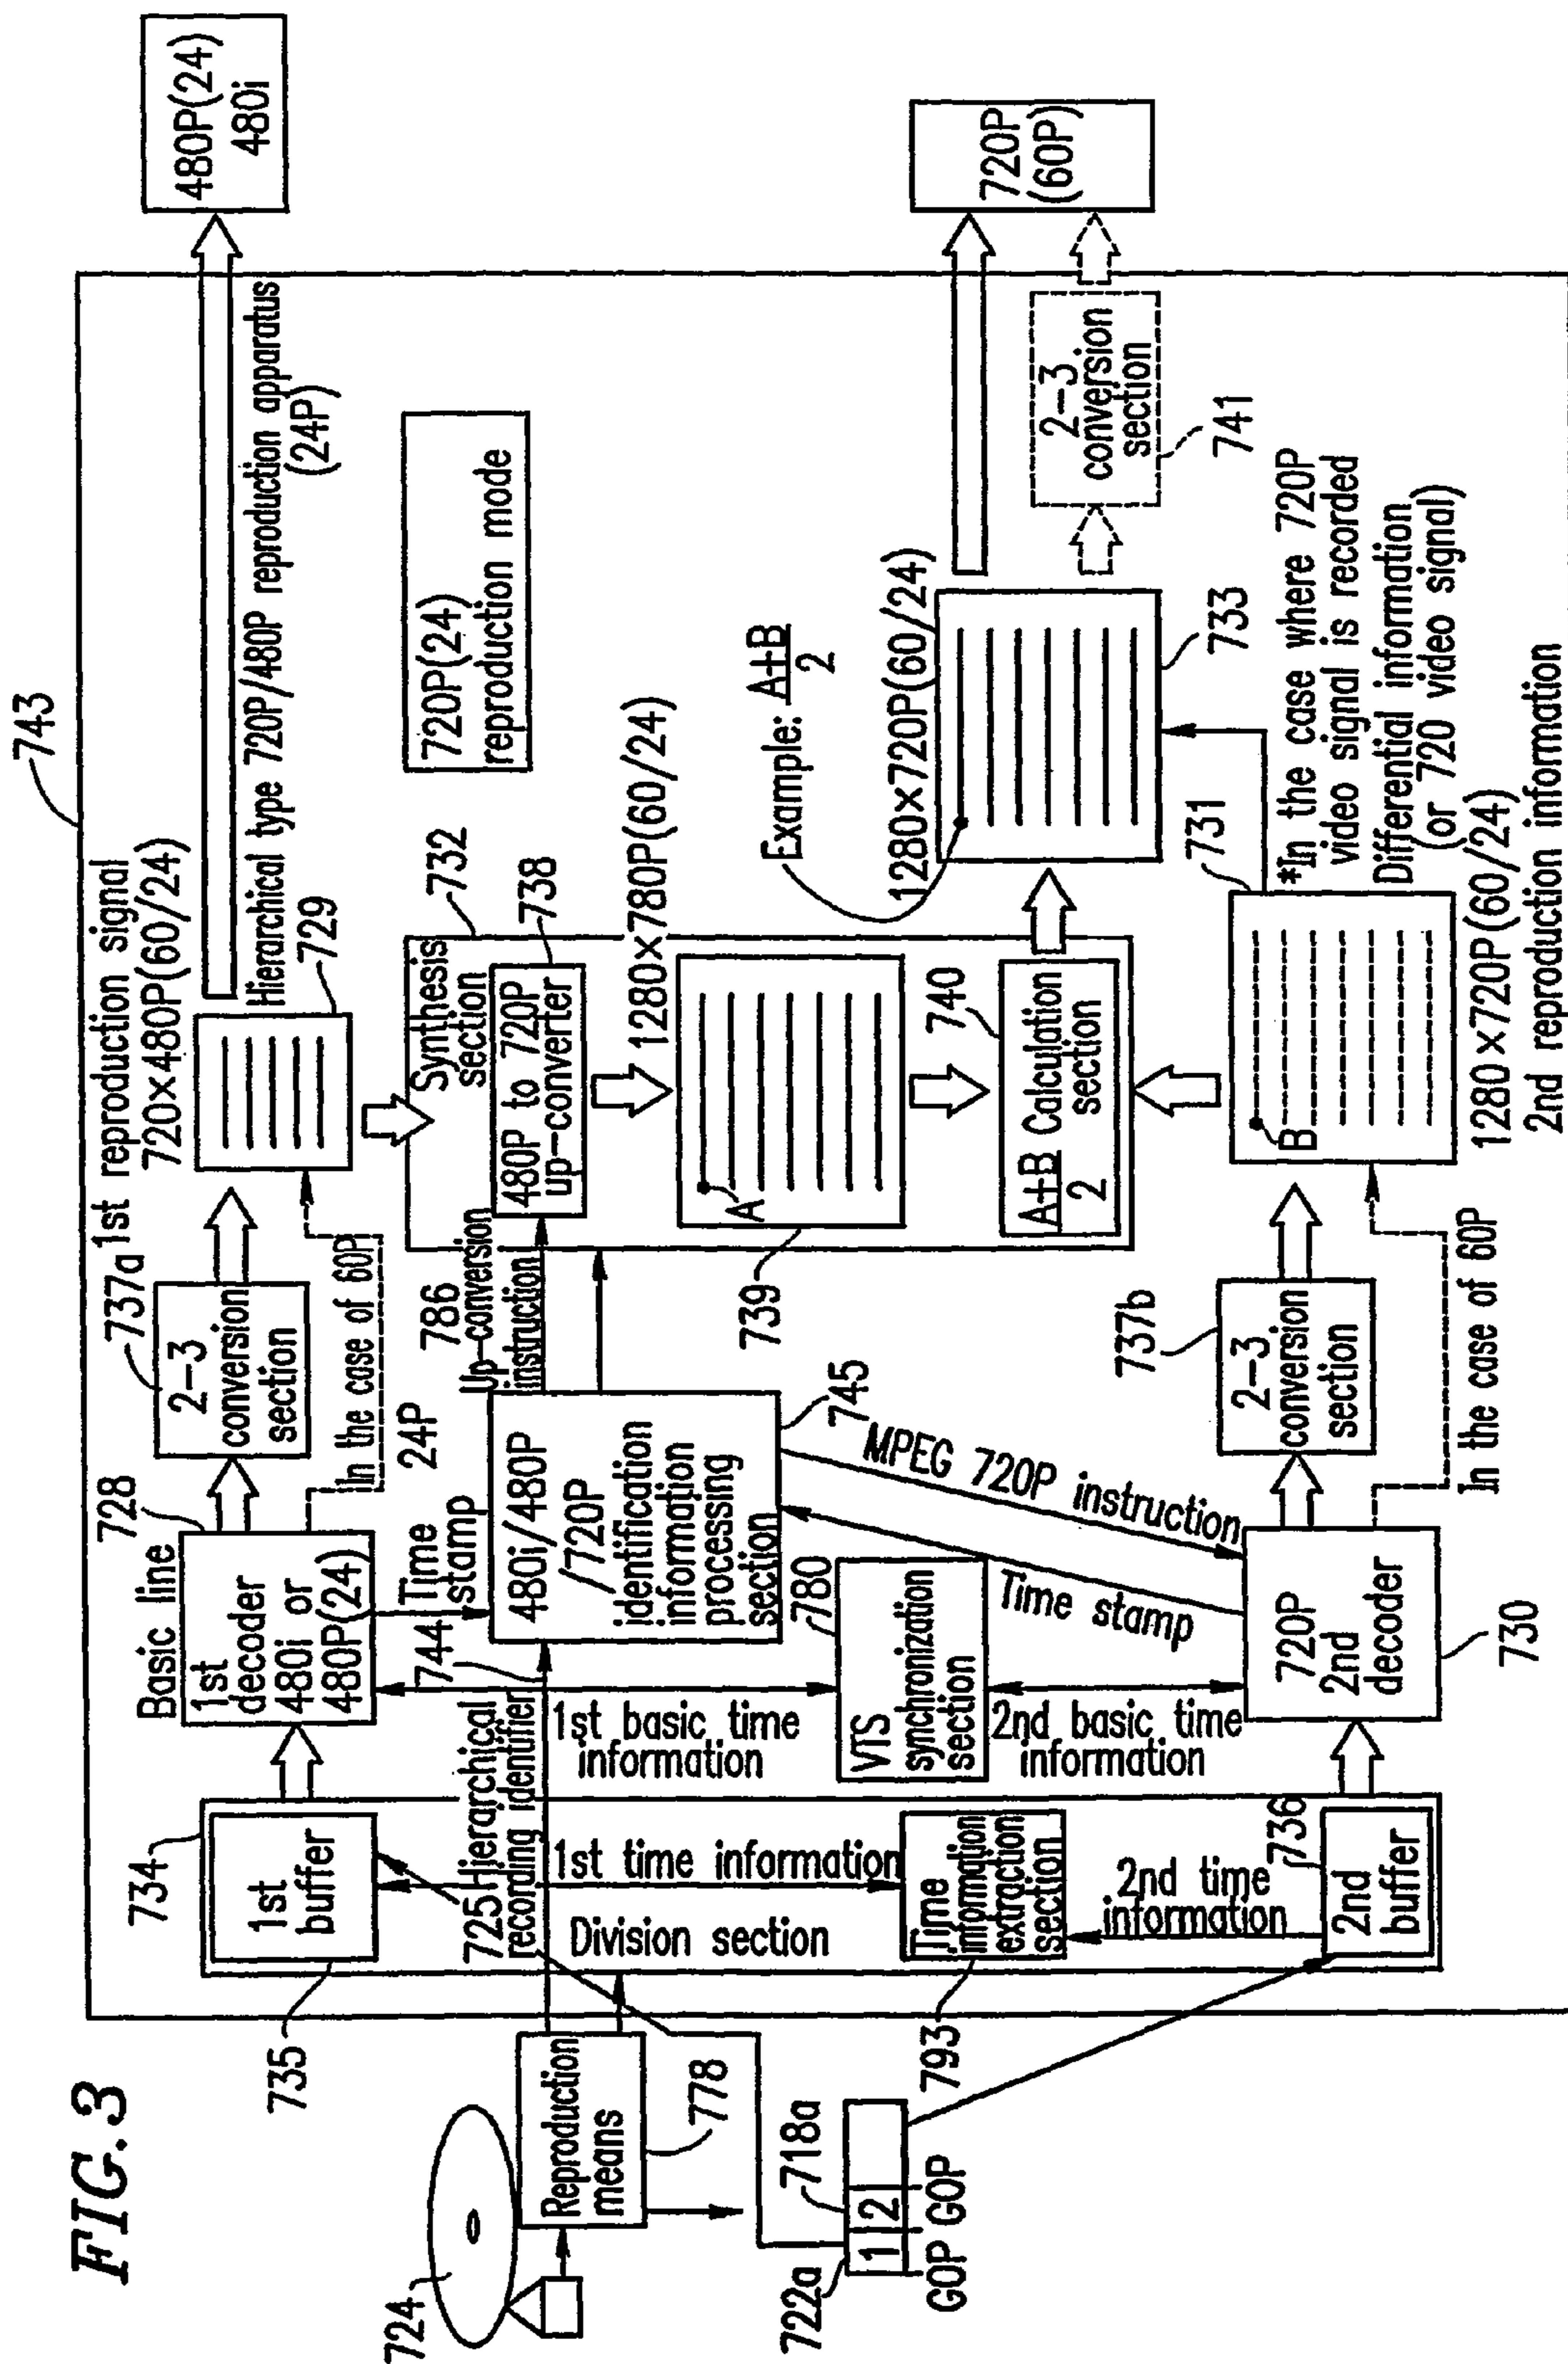 FIG.3
743
724
Reproduction
means
778
722a
1
2
718a
GOP GOP
734
1st
buffer
735
725 Hierarchical
recording identifier
744
1st time information
Division section
Time
information
extraction
section
793
2nd time
information
736
2nd
buffer
Basic line
728
1st
decoder
480i or
480P(24)
Time
stamp
1st basic time
information
VTS
synchronization
section
780
2nd basic time
information
720P
2nd
decoder
730
480i/480P
/720P
identification
information
processing
section
745
MPEG 720P instruction
Time stamp
24P
In the case of 60P
737a
2-3
conversion
section
786
Up-conversion
instruction
737b
2-3
conversion
section
In the case of 60P
1st reproduction signal
720×480P(60/24)
729
Hierarchical type 720P/480P reproduction apparatus
(24P)
Synthesis
section
732
480P to 720P
up-converter
738
1280×780P(60/24)
A
739
740
A+B
2
Calculation
section
B
731
1280×720P(60/24)
2nd reproduction information
*In the case where 720P
video signal is recorded
Differential information
(or 720 video signal)
720P(24)
reproduction mode
Example: A+B
2
1280×720P(60/24)
733
2-3
conversion
section
741
480P(24)
480i
720P
(60P)